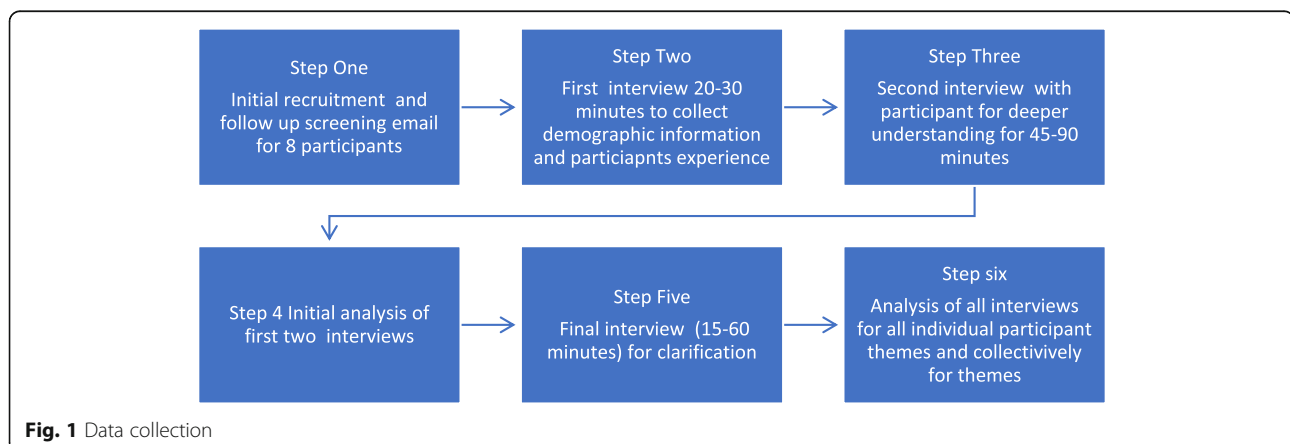 Step One
Initial recruitment and
follow up screening email
for 8 participants
Step Two
First interview 20-30
minutes to collect
demographic information
and particiapnts experience
Step Three
Second interview with
participant for deeper
understanding for 45-90
minutes
Step 4 Initial analysis of
first two interviews
Step Five
Final interview (15-60
minutes) for clarification
Step six
Analysis of all interviews
for all individual participant
themes and collectivively
for themes
Fig. 1 Data collection